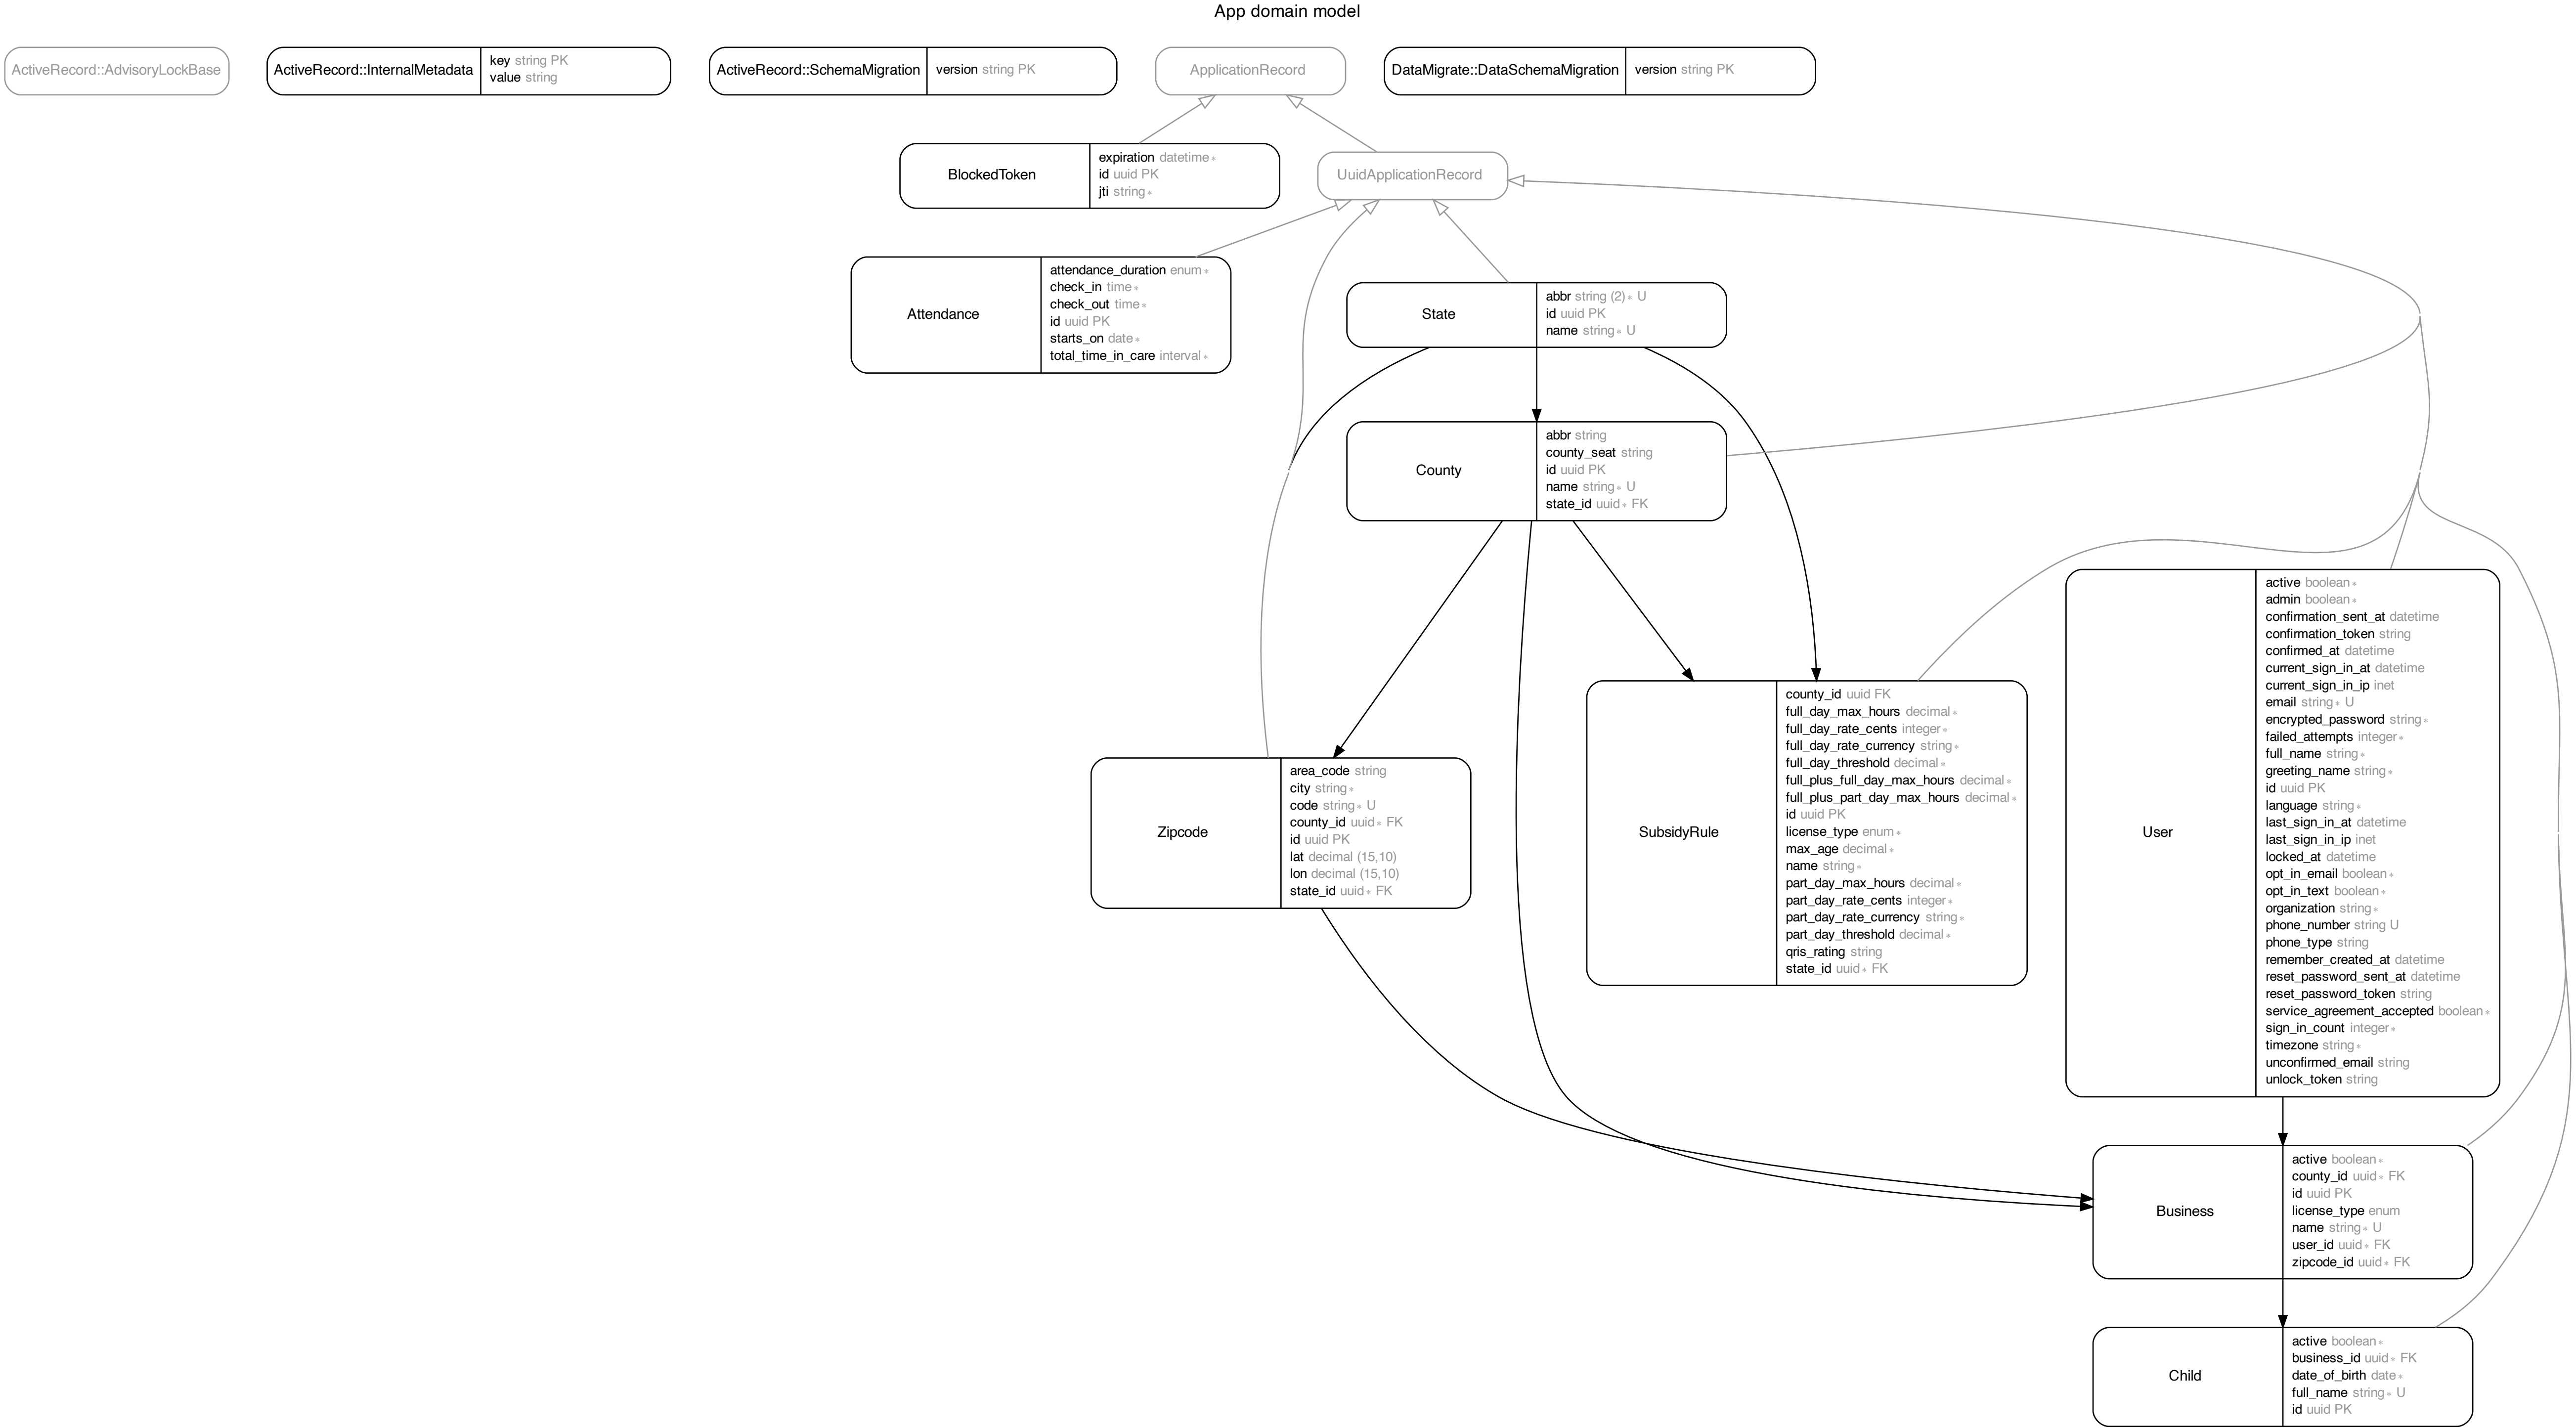 App domain model
ActiveRecord::AdvisoryLockBase
ActiveRecord::InternalMetadata
key string PK
value string
ActiveRecord::SchemaMigration
version string PK
ApplicationRecord
DataMigrate::DataSchemaMigration
version string PK
BlockedToken
expiration datetime ∗
id uuid PK
jti string ∗
UuidApplicationRecord
Attendance
attendance_duration enum ∗
check_in time ∗
check_out time ∗
id uuid PK
starts_on date ∗
total_time_in_care interval ∗
State
abbr string (2) ∗ U
id uuid PK
name string ∗ U
County
abbr string
county_seat string
id uuid PK
name string ∗ U
state_id uuid ∗ FK
Zipcode
area_code string
city string ∗
code string ∗ U
county_id uuid ∗ FK
id uuid PK
lat decimal (15,10)
lon decimal (15,10)
state_id uuid ∗ FK
SubsidyRule
county_id uuid FK
full_day_max_hours decimal ∗
full_day_rate_cents integer ∗
full_day_rate_currency string ∗
full_day_threshold decimal ∗
full_plus_full_day_max_hours decimal ∗
full_plus_part_day_max_hours decimal ∗
id uuid PK
license_type enum ∗
max_age decimal ∗
name string ∗
part_day_max_hours decimal ∗
part_day_rate_cents integer ∗
part_day_rate_currency string ∗
part_day_threshold decimal ∗
qris_rating string
state_id uuid ∗ FK
User
active boolean ∗
admin boolean ∗
confirmation_sent_at datetime
confirmation_token string
confirmed_at datetime
current_sign_in_at datetime
current_sign_in_ip inet
email string ∗ U
encrypted_password string ∗
failed_attempts integer ∗
full_name string ∗
greeting_name string ∗
id uuid PK
language string ∗
last_sign_in_at datetime
last_sign_in_ip inet
locked_at datetime
opt_in_email boolean ∗
opt_in_text boolean ∗
organization string ∗
phone_number string U
phone_type string
remember_created_at datetime
reset_password_sent_at datetime
reset_password_token string
service_agreement_accepted boolean ∗
sign_in_count integer ∗
timezone string ∗
unconfirmed_email string
unlock_token string
Business
active boolean ∗
county_id uuid ∗ FK
id uuid PK
license_type enum
name string ∗ U
user_id uuid ∗ FK
zipcode_id uuid ∗ FK
Child
active boolean ∗
business_id uuid ∗ FK
date_of_birth date ∗
full_name string ∗ U
id uuid PK